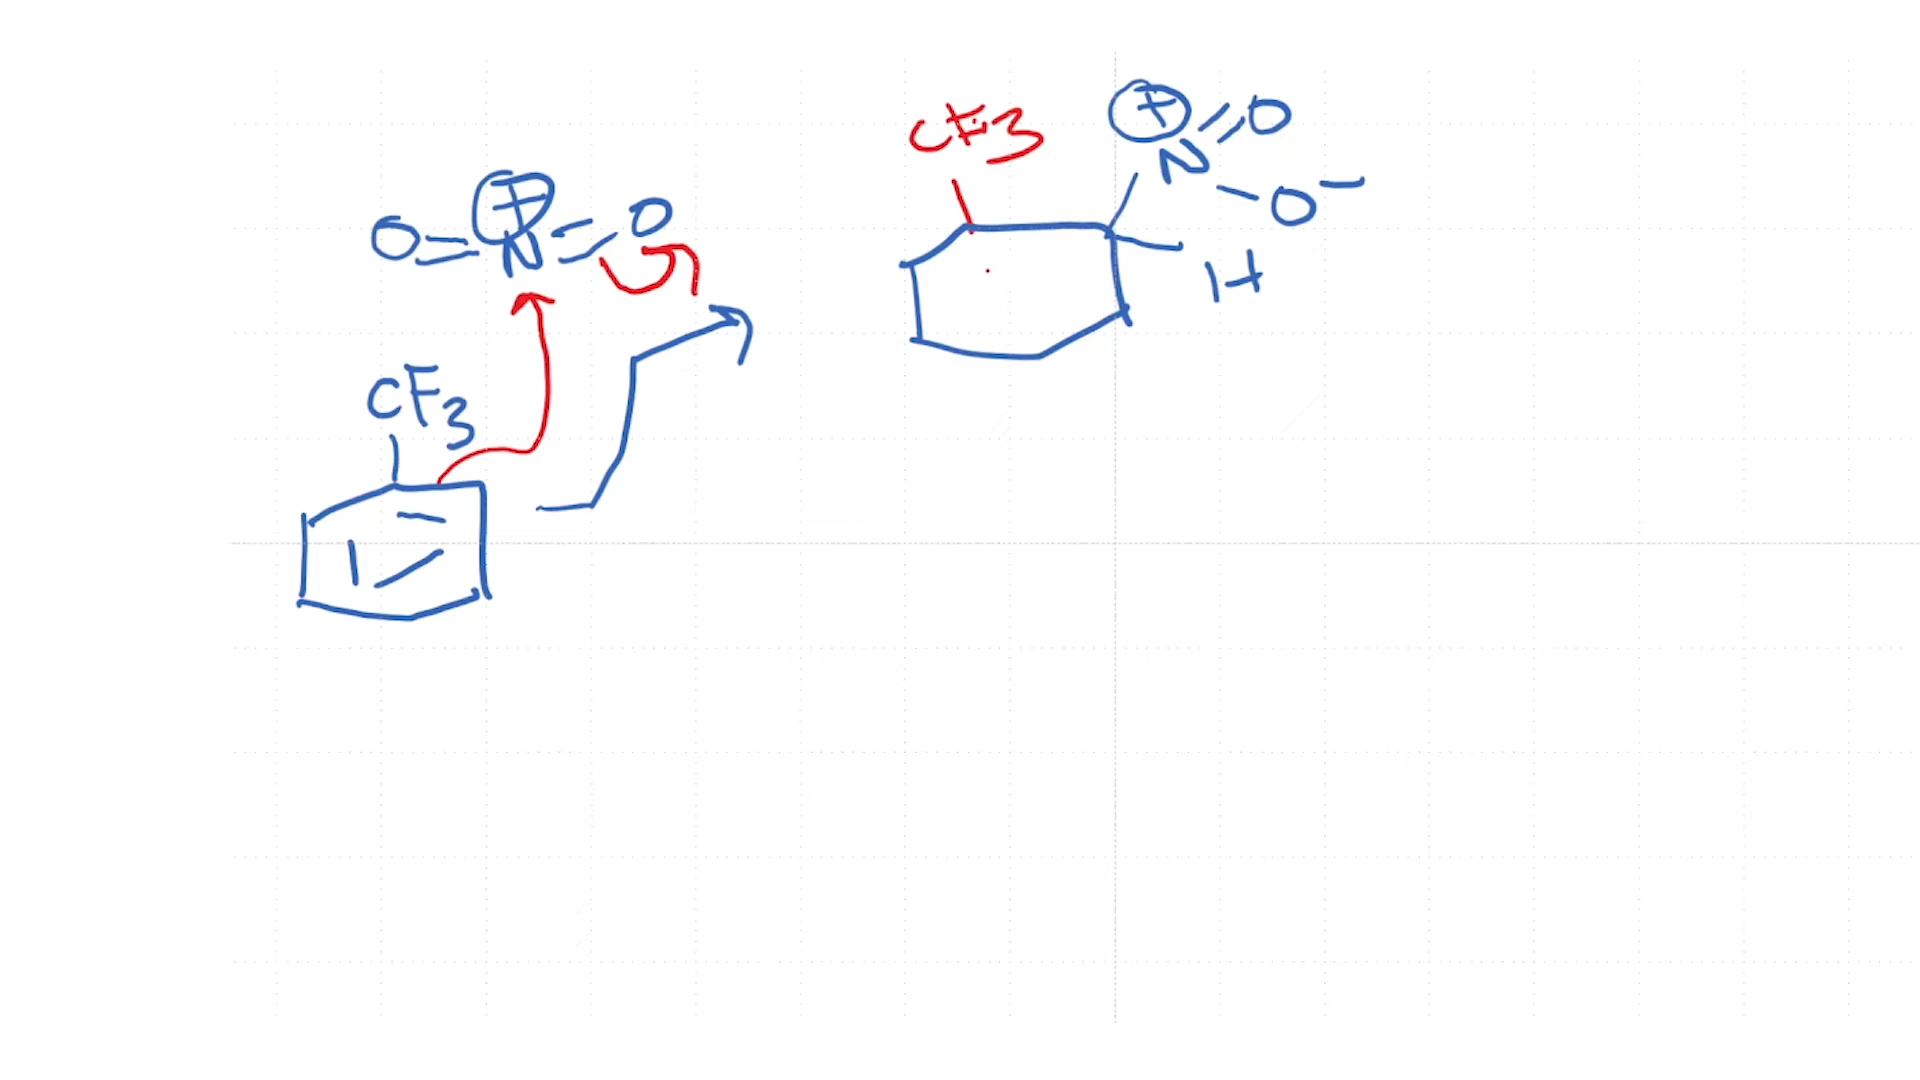 O=N⊕=O
CF3
CF3
⊕
N=O
-O−
H